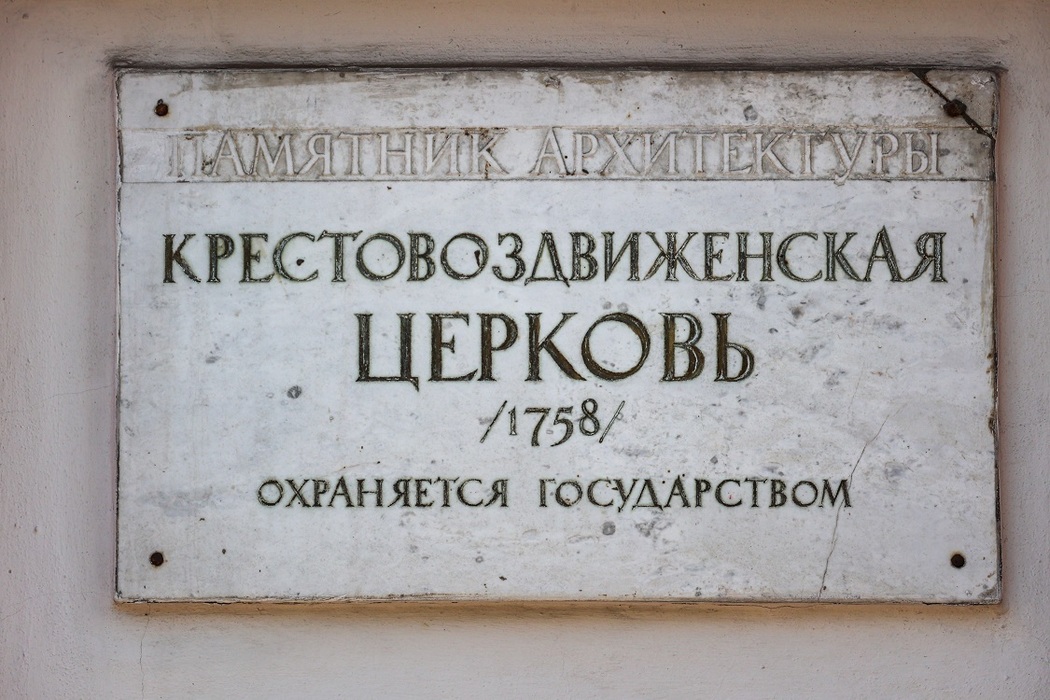 ПАМЯТНИК АРХИТЕКТУРЫ
КРЕСТОВОЗДВИЖЕНСКАЯ
ЦЕРКОВЬ
/1758/
ОХРАНЯЕТСЯ ГОСУДАРСТВОМ